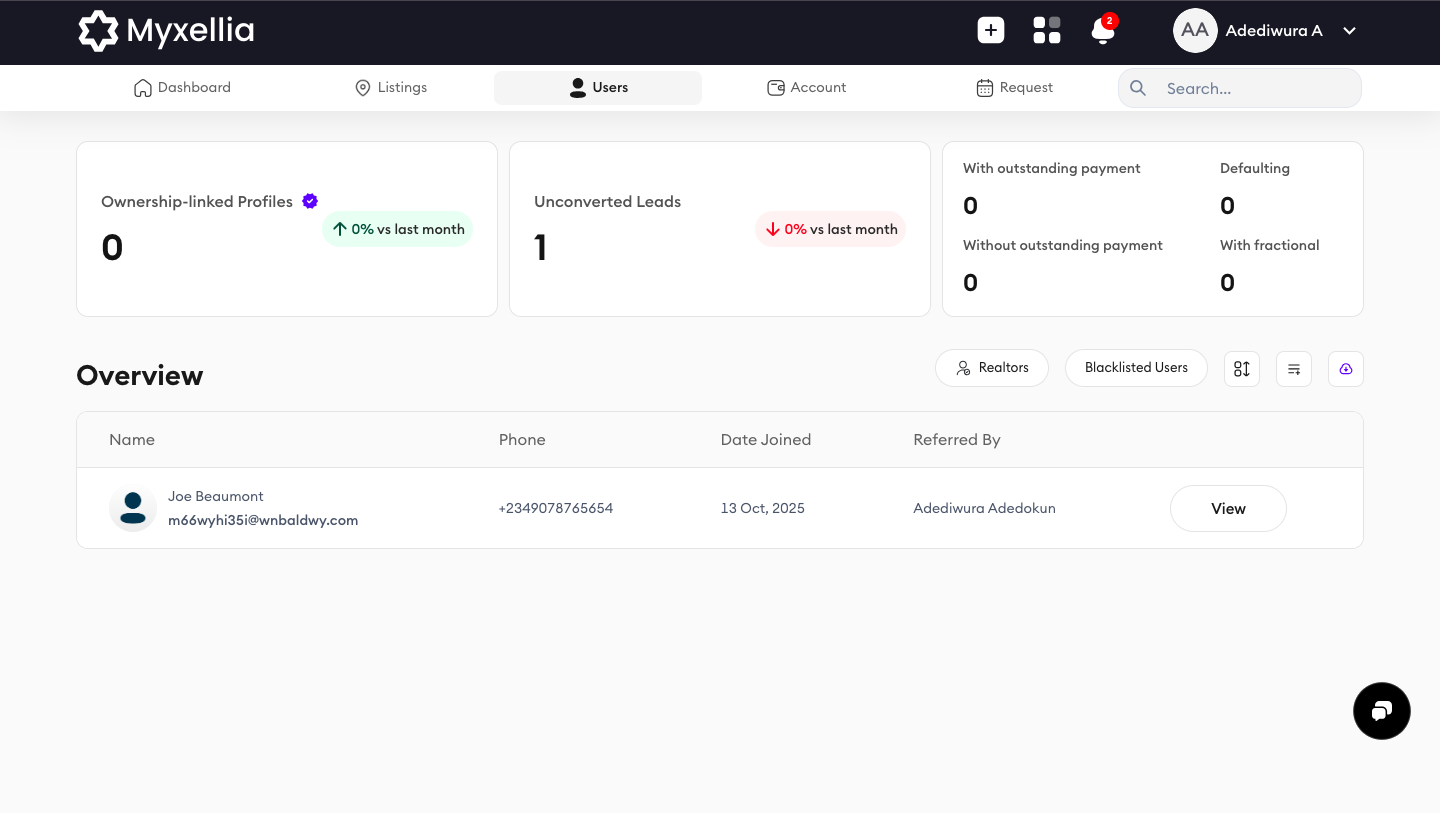 Myxellia
2
AA
Adediwura A
Dashboard
Listings
Users
Account
Request
Search...
Ownership-linked Profiles
0
0% vs last month
Unconverted Leads
1
0% vs last month
With outstanding payment
Defaulting
0
0
Without outstanding payment
With fractional
0
0
Overview
Realtors
Blacklisted Users
Name
Phone
Date Joined
Referred By
Joe Beaumont
m66wyhi35i@wnbaldwy.com
+2349078765654
13 Oct, 2025
Adediwura Adedokun
View